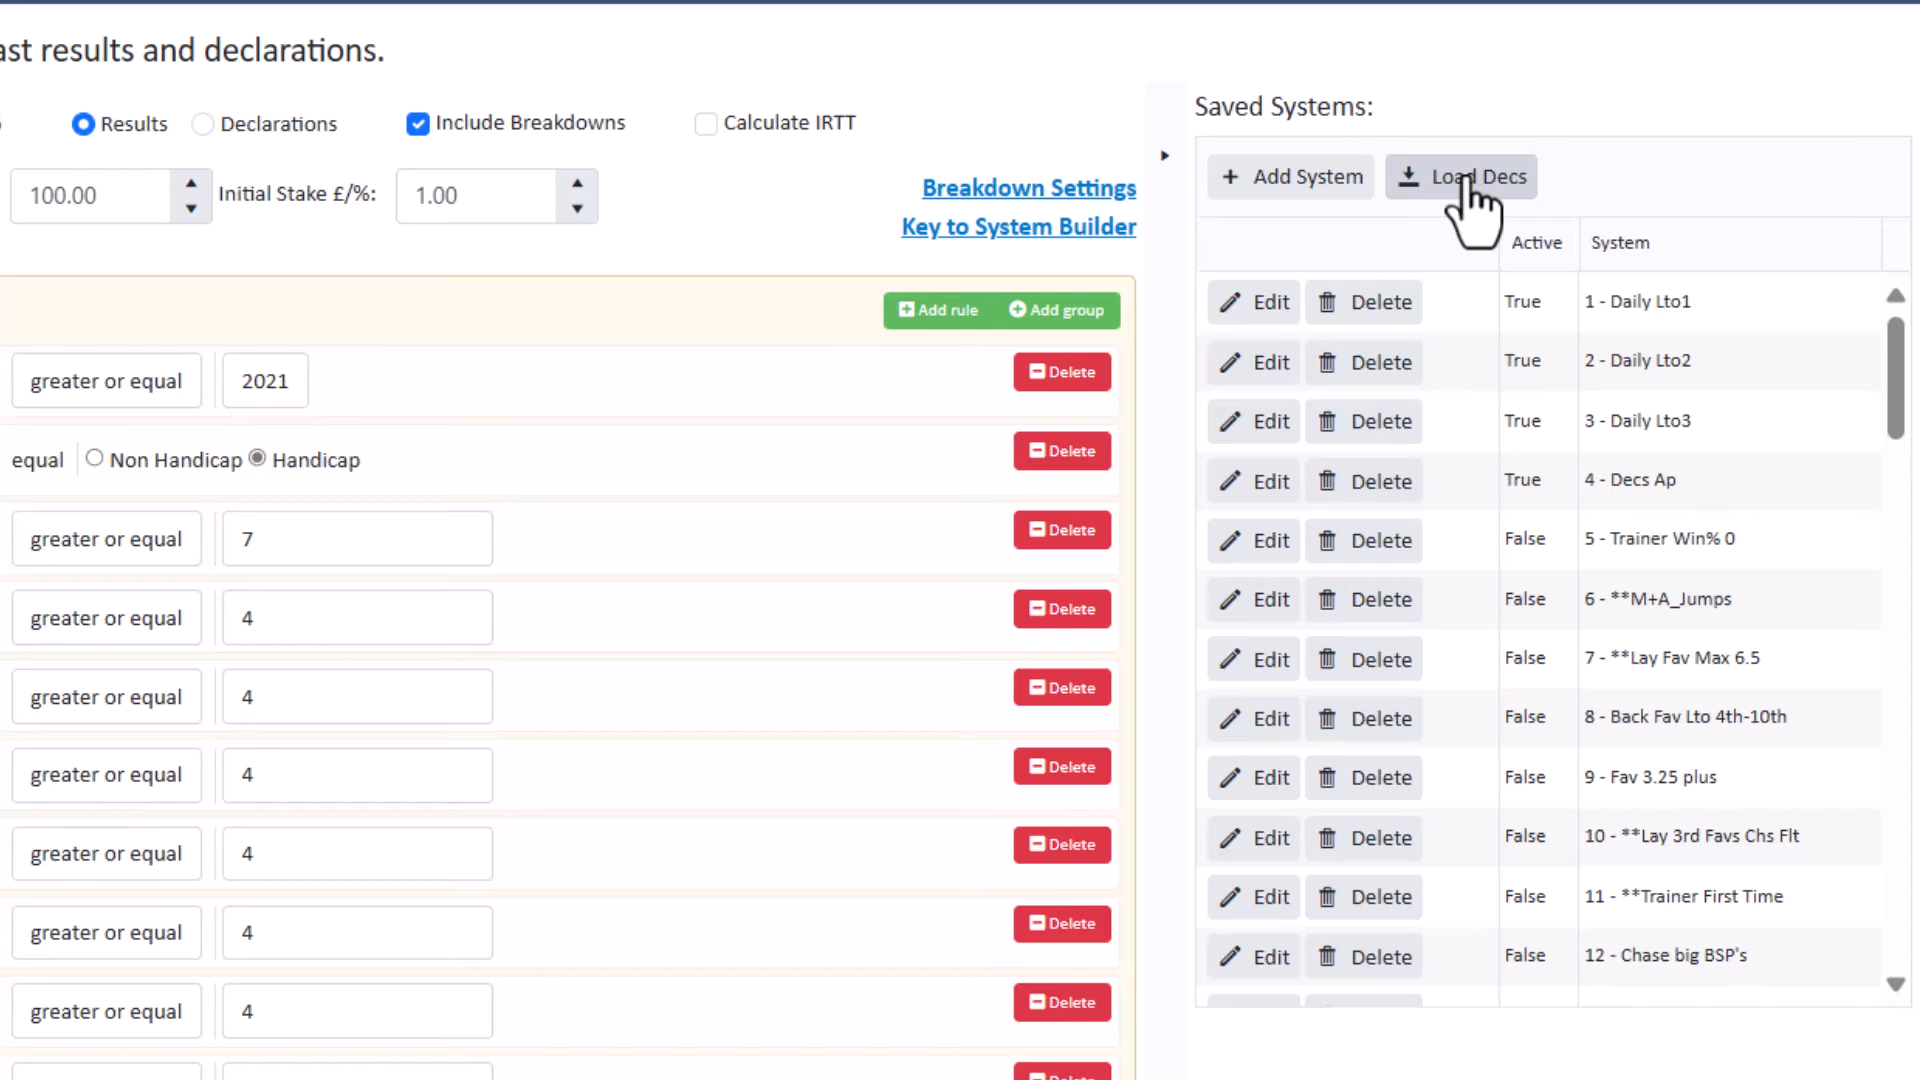 ast results and declarations.
Results Declarations Include Breakdowns Calculate IRTT
100.00 Initial Stake £/%: 1.00
Breakdown Settings
Key to System Builder
Add rule Add group
greater or equal 2021 Delete
equal Non Handicap Handicap Delete
greater or equal 7 Delete
greater or equal 4 Delete
greater or equal 4 Delete
greater or equal 4 Delete
greater or equal 4 Delete
greater or equal 4 Delete
greater or equal 4 Delete
Saved Systems:
+ Add System Load Decs
Active System
Edit Delete True 1 - Daily Lto1
Edit Delete True 2 - Daily Lto2
Edit Delete True 3 - Daily Lto3
Edit Delete True 4 - Decs Ap
Edit Delete False 5 - Trainer Win% 0
Edit Delete False 6 - **M+A_Jumps
Edit Delete False 7 - **Lay Fav Max 6.5
Edit Delete False 8 - Back Fav Lto 4th-10th
Edit Delete False 9 - Fav 3.25 plus
Edit Delete False 10 - **Lay 3rd Favs Chs Flt
Edit Delete False 11 - **Trainer First Time
Edit Delete False 12 - Chase big BSP's